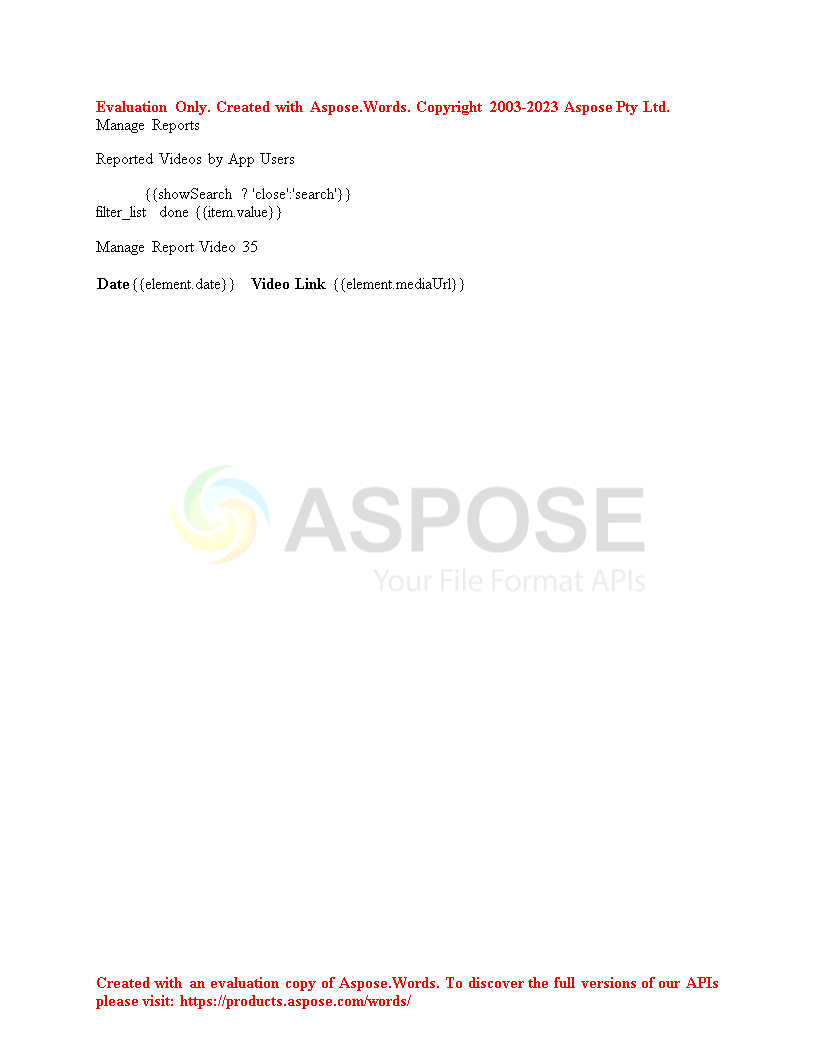 Evaluation Only. Created with Aspose.Words. Copyright 2003-2023 Aspose Pty Ltd.
Manage Reports
Reported Videos by App Users
{{showSearch ? 'close':'search'}}
filter_list done {{item.value}}
Manage Report Video 35
Date {{element.date}} Video Link {{element.mediaUrl}}
ASPOSE
Your File Format APIs
Created with an evaluation copy of Aspose.Words. To discover the full versions of our APIs
please visit: https://products.aspose.com/words/